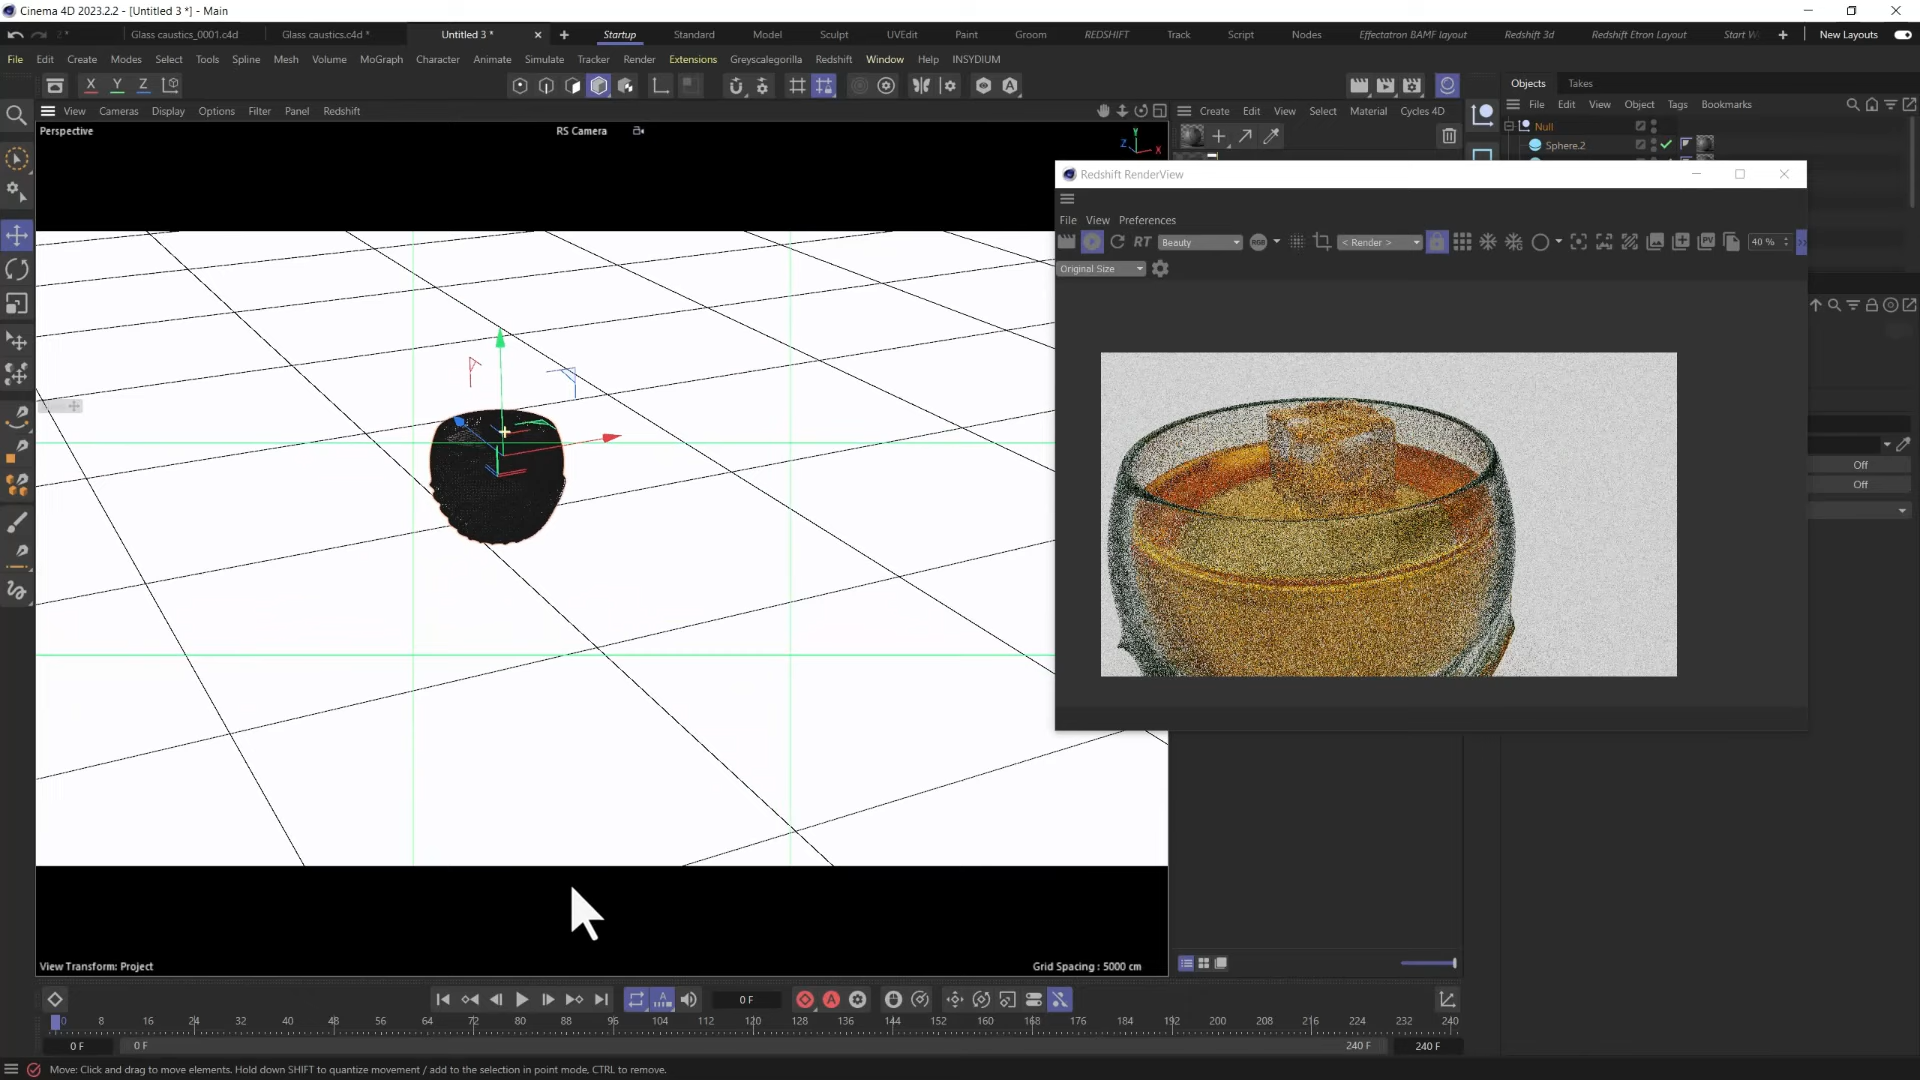 Cinema 4D 2023.2.2 - [Untitled 3 *] - Main
Glass caustics_0001.c4d
Glass caustics.c4d *
Untitled 3 *
Startup
Standard
Model
Sculpt
UVEdit
Paint
Groom
REDSHIFT
Track
Script
Nodes
Effectatron BAMF layout
Redshift 3d
Redshift Etron Layout
Start W
New Layouts
File Edit Create Modes Select Tools Spline Mesh Volume MoGraph Character Animate Simulate Tracker Render Extensions Greyscalegorilla Redshift Window Help INSYDIUM
X Y Z
Objects Takes
View Cameras Display Options Filter Panel Redshift
Create Edit View Select Material Cycles 4D
File Edit View Object Tags Bookmarks
Perspective
RS Camera
Y
Z
X
Null
Sphere.2
Redshift RenderView
File View Preferences
RT
Beauty
RGB
< Render >
PV
40 %
Original Size
Off
Off
View Transform: Project
Grid Spacing : 5000 cm
0 F
0 8 16 24 32 40 48 56 64 72 80 88 96 104 112 120 128 136 144 152 160 168 176 184 192 200 208 216 224 232 240
0 F
0 F
240 F
240 F
Move: Click and drag to move elements. Hold down SHIFT to quantize movement / add to the selection in point mode, CTRL to remove.